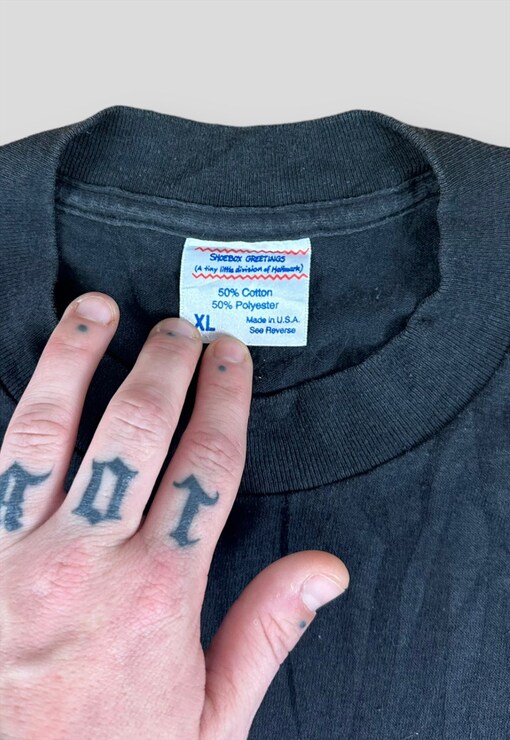 SHOEBOX GREETINGS
(A tiny little division of Hallmark)
50% Cotton
50% Polyester
XL
Made in U.S.A.
See Reverse